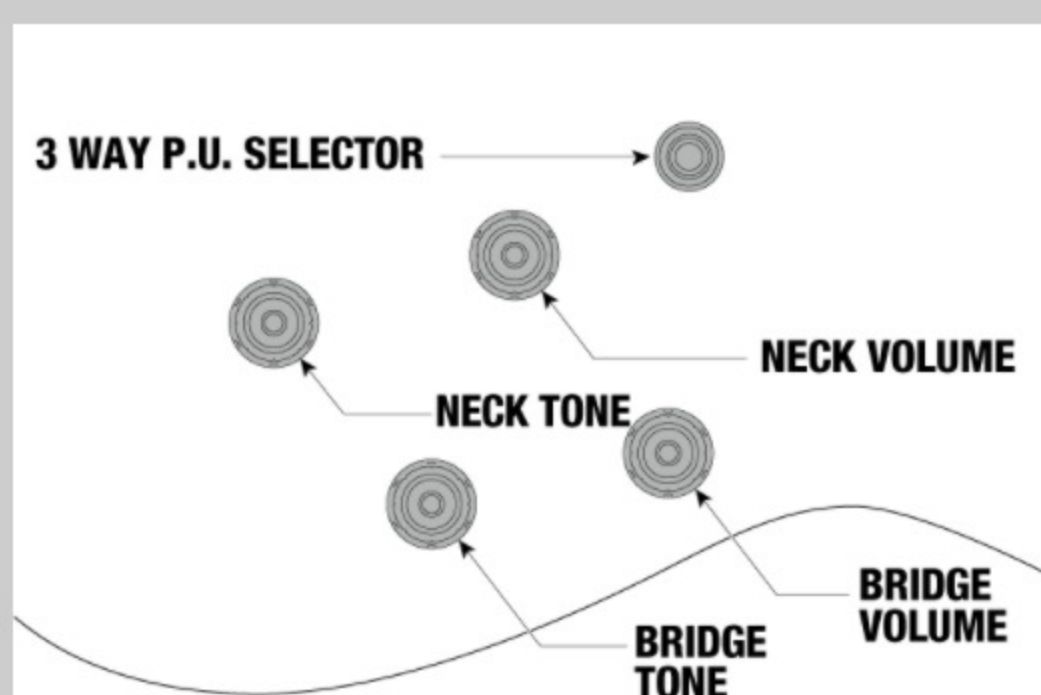 3 WAY P.U. SELECTOR
NECK VOLUME
NECK TONE
BRIDGE
VOLUME
BRIDGE
TONE